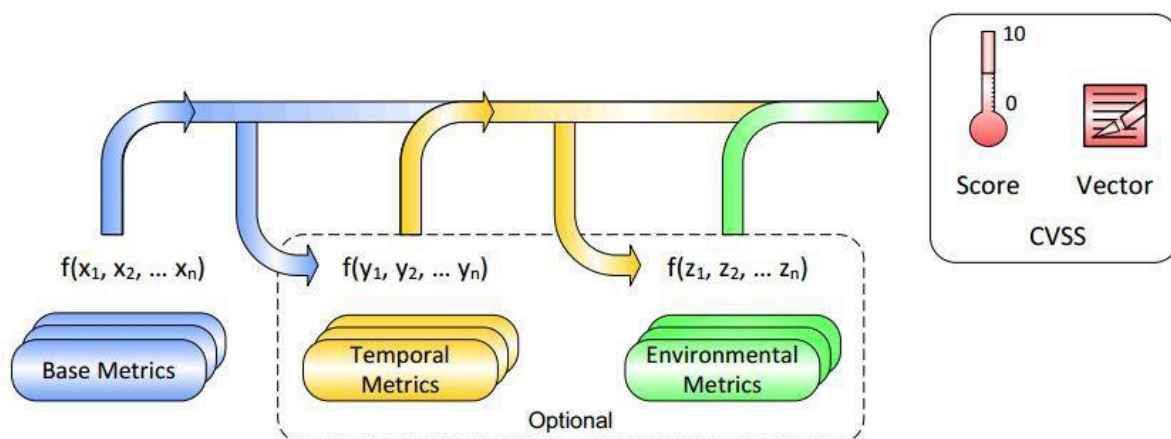 10
0
Score
Vector
CVSS
f(x₁, x₂, ... xₙ)
f(y₁, y₂, ... yₙ)
f(z₁, z₂, ... zₙ)
Base Metrics
Temporal
Metrics
Environmental
Metrics
Optional